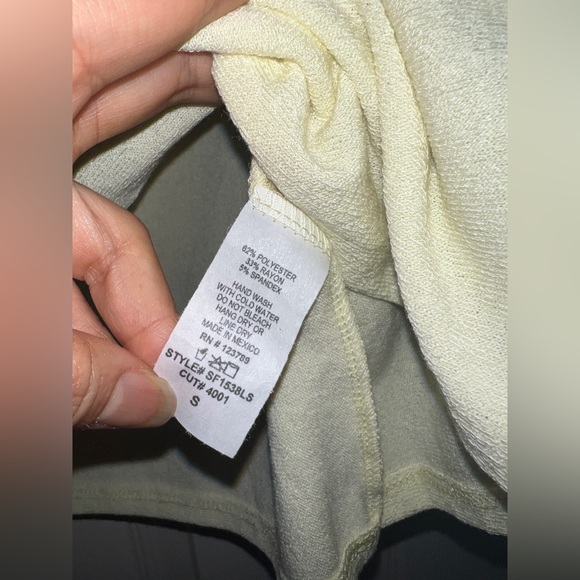 62% POLYESTER
33% RAYON
5% SPANDEX
HAND WASH
WITH COLD WATER
DO NOT BLEACH
HANG DRY OR
LINE DRY
MADE IN MEXICO
RN # 123789
STYLE# SF1538LS
CUT# 4001
S